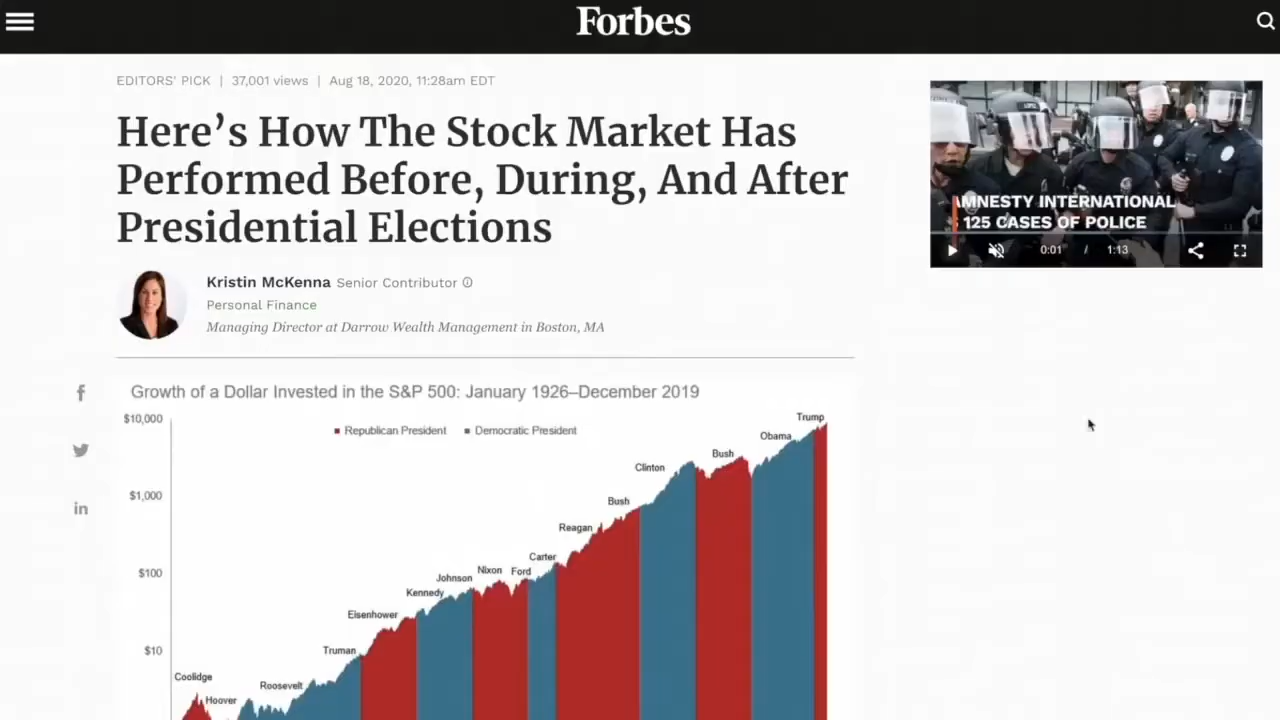 Forbes
EDITORS' PICK | 37,001 views | Aug 18, 2020, 11:28am EDT
Here's How The Stock Market Has
Performed Before, During, And After
Presidential Elections
Kristin McKenna Senior Contributor
Personal Finance
Managing Director at Darrow Wealth Management in Boston, MA
AMNESTY INTERNATIONAL
125 CASES OF POLICE
0:01 / 1:13
Growth of a Dollar Invested in the S&P 500: January 1926–December 2019
$10,000
Republican President
Democratic President
Trump
Obama
Bush
Clinton
$1,000
Bush
Reagan
Carter
$100
Ford
Nixon
Johnson
Kennedy
Eisenhower
$10
Truman
Roosevelt
Coolidge
Hoover